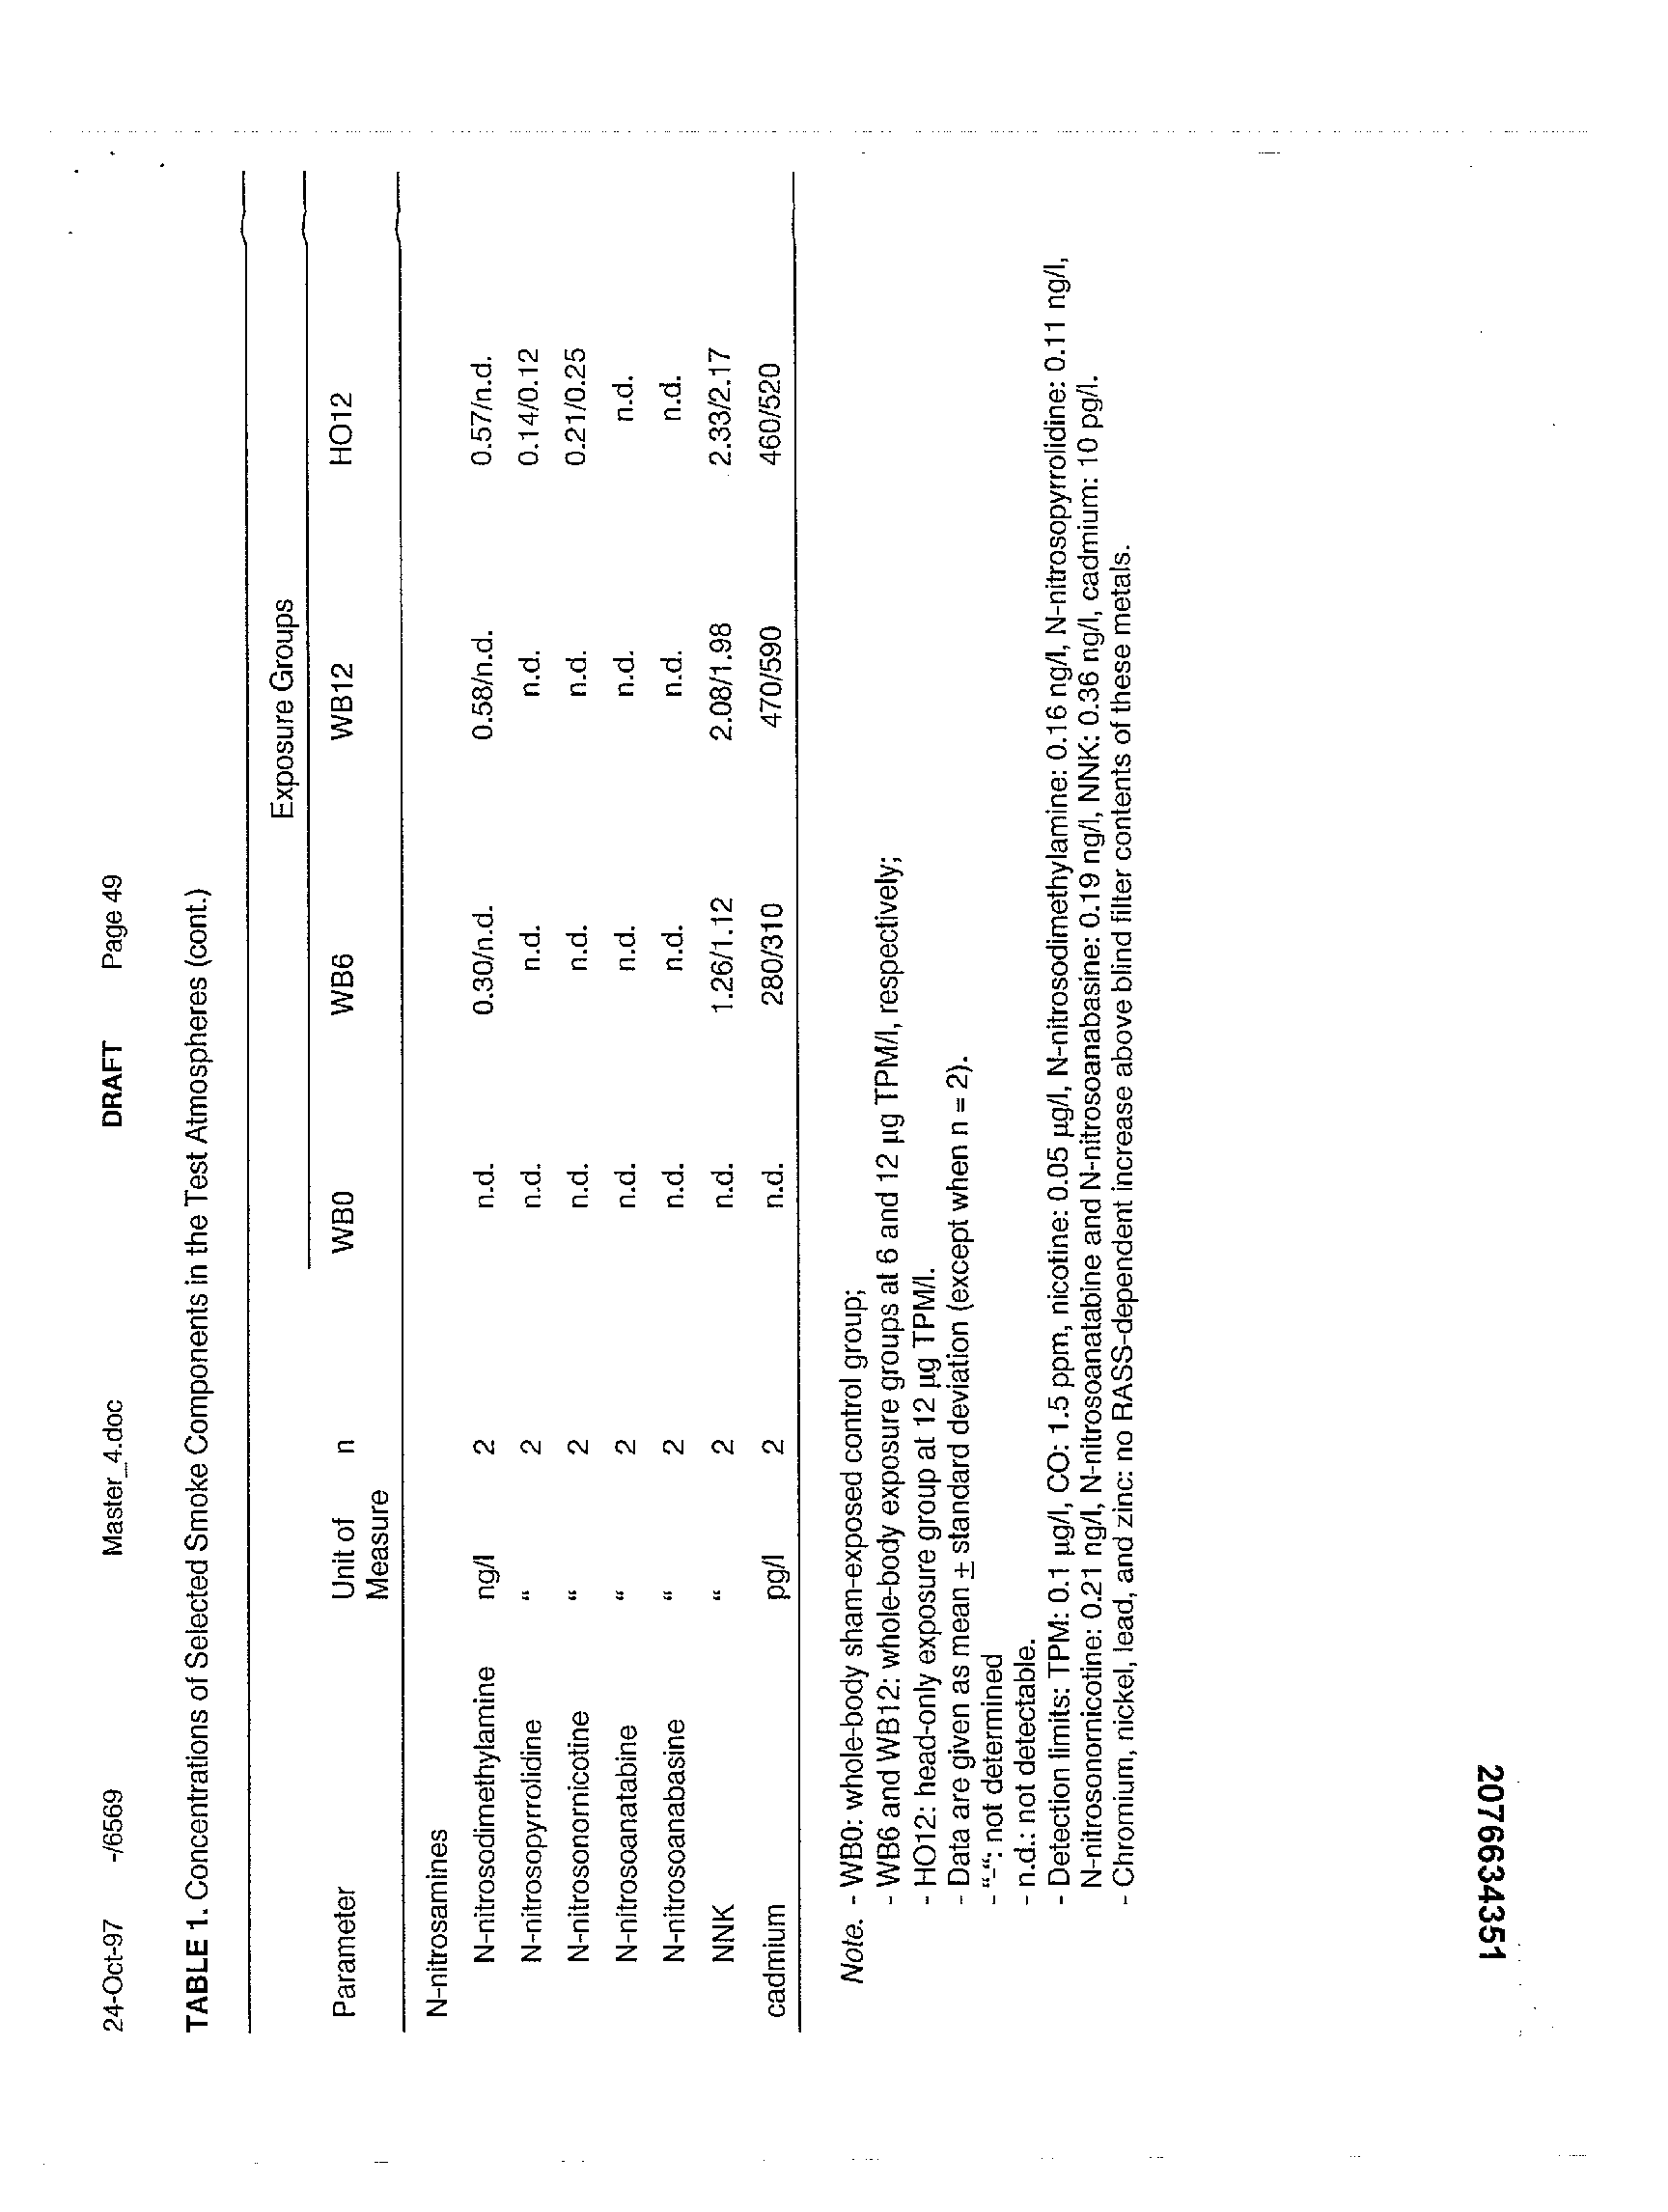 24-Oct-97 -/6569 Master_4.doc DRAFT Page 49
TABLE 1. Concentrations of Selected Smoke Components in the Test Atmospheres (cont.)
Exposure Groups
Parameter Unit of Measure n WB0 WB6 WB12 HO12
N-nitrosamines
N-nitrosodimethylamine ng/l 2 n.d. 0.30/n.d. 0.58/n.d. 0.57/n.d.
N-nitrosopyrrolidine “ 2 n.d. n.d. n.d. 0.14/0.12
N-nitrosonornicotine “ 2 n.d. n.d. n.d. 0.21/0.25
N-nitrosoanatabine “ 2 n.d. n.d. n.d. n.d.
N-nitrosoanabasine “ 2 n.d. n.d. n.d. n.d.
NNK “ 2 n.d. 1.26/1.12 2.08/1.98 2.33/2.17
cadmium pg/l 2 n.d. 280/310 470/590 460/520
Note. - WB0: whole-body sham-exposed control group;
- WB6 and WB12: whole-body exposure groups at 6 and 12 µg TPM/l, respectively;
- HO12: head-only exposure group at 12 µg TPM/l.
- Data are given as mean ± standard deviation (except when n = 2).
- “-“: not determined
- n.d.: not detectable.
- Detection limits: TPM: 0.1 µg/l, CO: 1.5 ppm, nicotine: 0.05 µg/l, N-nitrosodimethylamine: 0.16 ng/l, N-nitrosopyrrolidine: 0.11 ng/l,
N-nitrosonornicotine: 0.21 ng/l, N-nitrosoanatabine and N-nitrosoanabasine: 0.19 ng/l, NNK: 0.36 ng/l, cadmium: 10 pg/l.
- Chromium, nickel, lead, and zinc: no RASS-dependent increase above blind filter contents of these metals.
2076634351